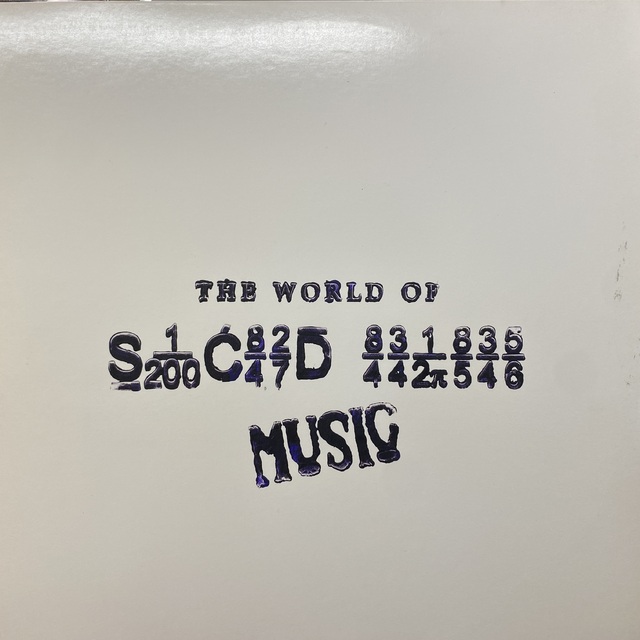 THE WORLD OF
S 1/200 Ć 8/4 2/7 D 8/4 3/4 1/2π 8/5 3/4 5/6
MUSIC